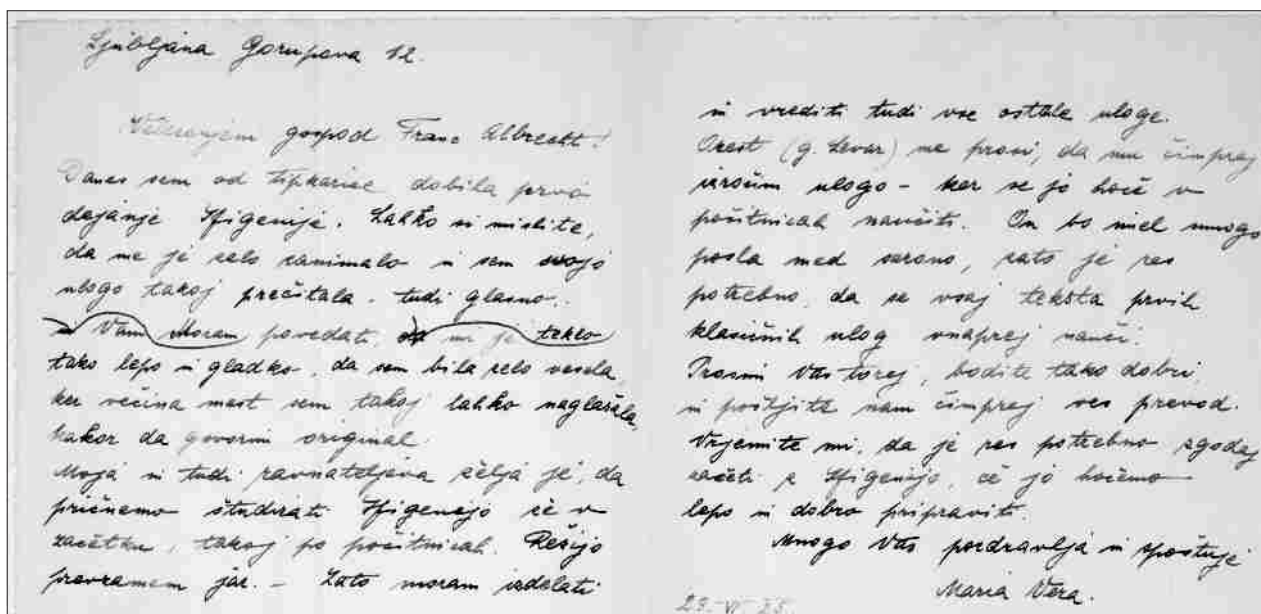 Ljubljana Gorupova 12.
Velecenjeni gospod Franc Albrecht!
Danes sem od tipkarice dobila prvo
dejanje Ifigenije. Lahko si mislite,
da me je zelo zanimalo in sem svojo
ulogo takoj prečitala. tudi glasno.
in Vam Moram povedati, da mi je teklo
tako lepo in gladko, da sem bila zelo vesela,
ker večina mest sem takoj lahko naglašala,
kakor da govorim original.
Moja in tudi ravnateljeva želja je, da
pričnemo študirati Ifigenijo že v
začetku, takoj po počitnicah. Režijo
prevzamem jaz. – Zato moram izdelati
in urediti tudi vse ostale uloge.
Orest (g. Levar) me prosi, da mu čimprej
izročim ulogo – ker se jo hoče v
počitnicah naučiti. On bo imel mnogo
posla med sezono, zato je res
potrebno, da se vsaj teksta prvih
klasičnih ulog vnaprej nauči.
Prosim Vas torej, bodite tako dobri,
in pošljite nam čimprej ves prevod.
Verjemite mi, da je res potrebno zgodaj
začeti z Ifigenijo, če jo hočemo
lepo in dobro pripraviti.
Mnogo Vas pozdravlja in spoštuje
Maria Vera.
29. VI. 25.